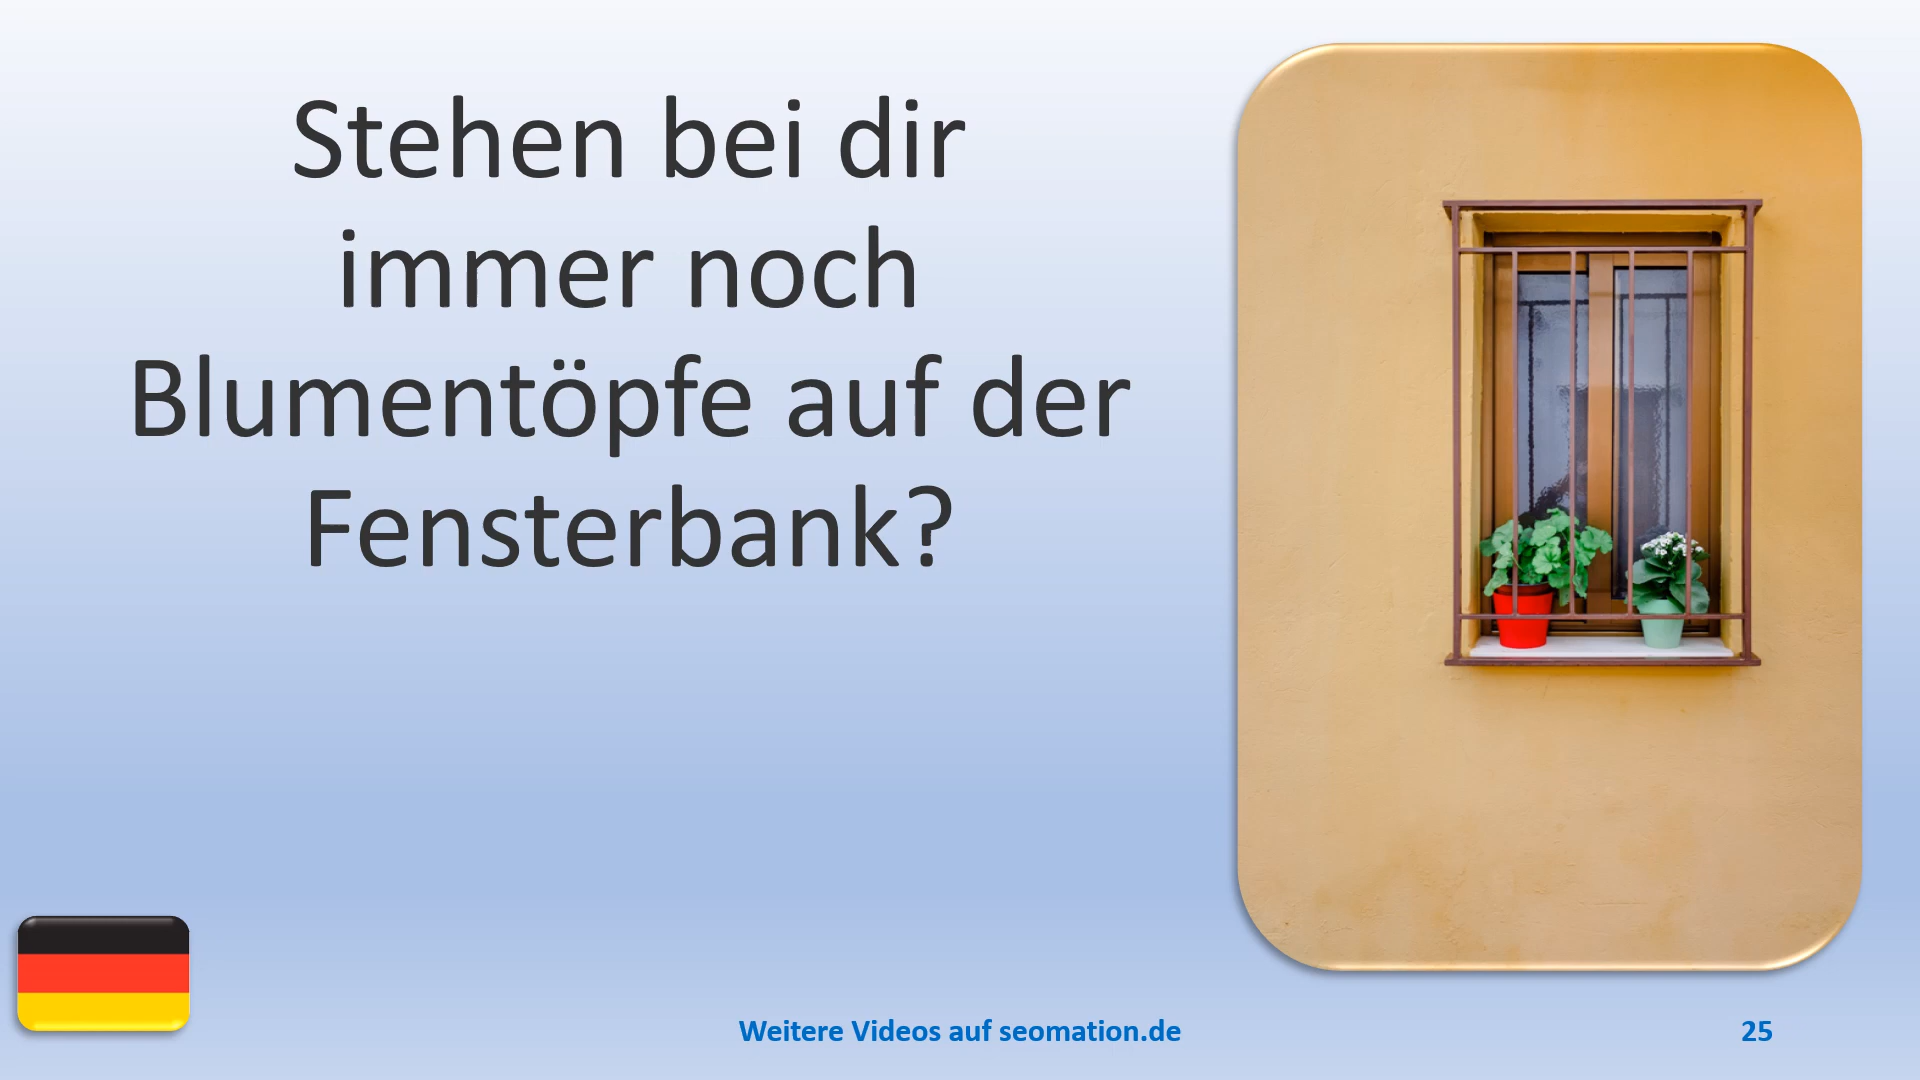 Stehen bei dir
immer noch
Blumentöpfe auf der
Fensterbank?
Weitere Videos auf seomation.de
25